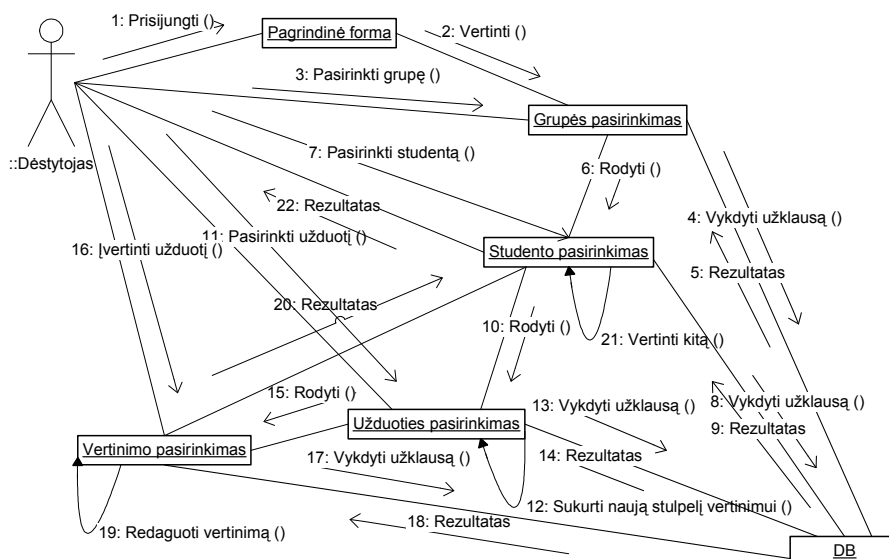 1: Prisijungti ()
Pagrindinė forma
2: Vertinti ()
3: Pasirinkti grupę ()
Grupės pasirinkimas
::Dėstytojas
7: Pasirinkti studentą ()
6: Rodyti ()
22: Rezultatas
4: Vykdyti užklausą ()
11: Pasirinkti užduotį ()
16: Įvertinti užduotį ()
Studento pasirinkimas
5: Rezultatas
20: Rezultatas
10: Rodyti ()
21: Vertinti kitą ()
15: Rodyti ()
13: Vykdyti užklausą ()
8: Vykdyti užklausą ()
Užduoties pasirinkimas
9: Rezultatas
Vertinimo pasirinkimas
17: Vykdyti užklausą ()
14: Rezultatas
12: Sukurti naują stulpelį vertinimui ()
18: Rezultatas
19: Redaguoti vertinimą ()
DB